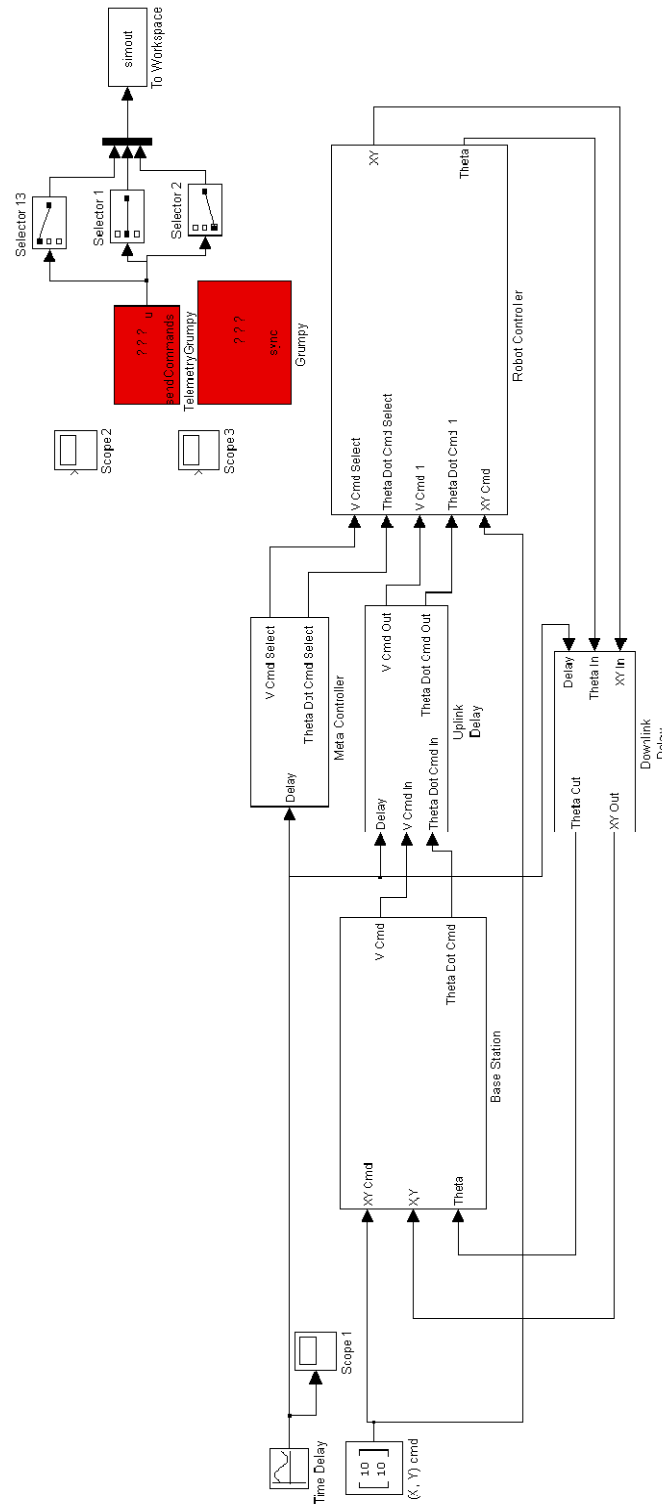 simout
To Workspace
Selector 13
Selector 1
Selector 2
? ? ?
u
sendCommands
TelemetryGrumpy
? ? ?
sync
Grumpy
Scope 2
Scope 3
XY
Theta
V Cmd Select
Theta Dot Cmd Select
V Cmd 1
Theta Dot Cmd 1
XY Cmd
Robot Controller
V Cmd Select
Theta Dot Cmd Select
Delay
Meta Controller
V Cmd Out
Theta Dot Cmd Out
Delay
V Cmd In
Theta Dot Cmd In
Uplink
Delay
Delay
Theta In
XY In
Theta Out
XY Out
Downlink
Delay
V Cmd
Theta Dot Cmd
XY Cmd
X,Y
Theta
Base Station
Scope 1
Time Delay
10
10
(X, Y) cmd